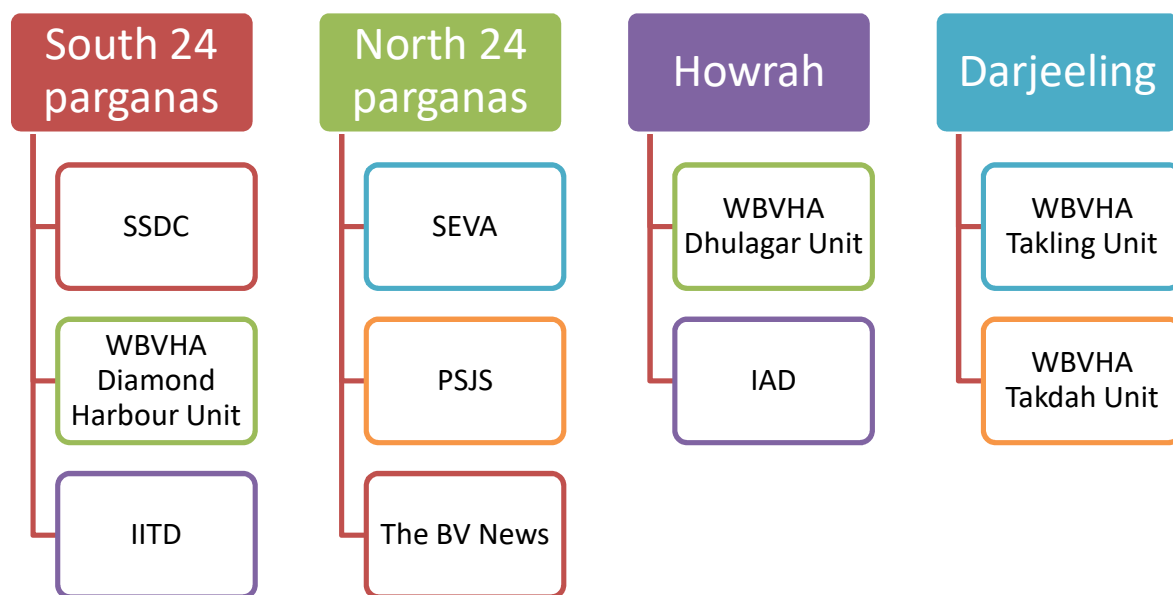 South 24
parganas
SSDC
WBVHA
Diamond
Harbour Unit
IITD
North 24
parganas
SEVA
PSJS
The BV News
Howrah
WBVHA
Dhulagar Unit
IAD
Darjeeling
WBVHA
Takling Unit
WBVHA
Takdah Unit